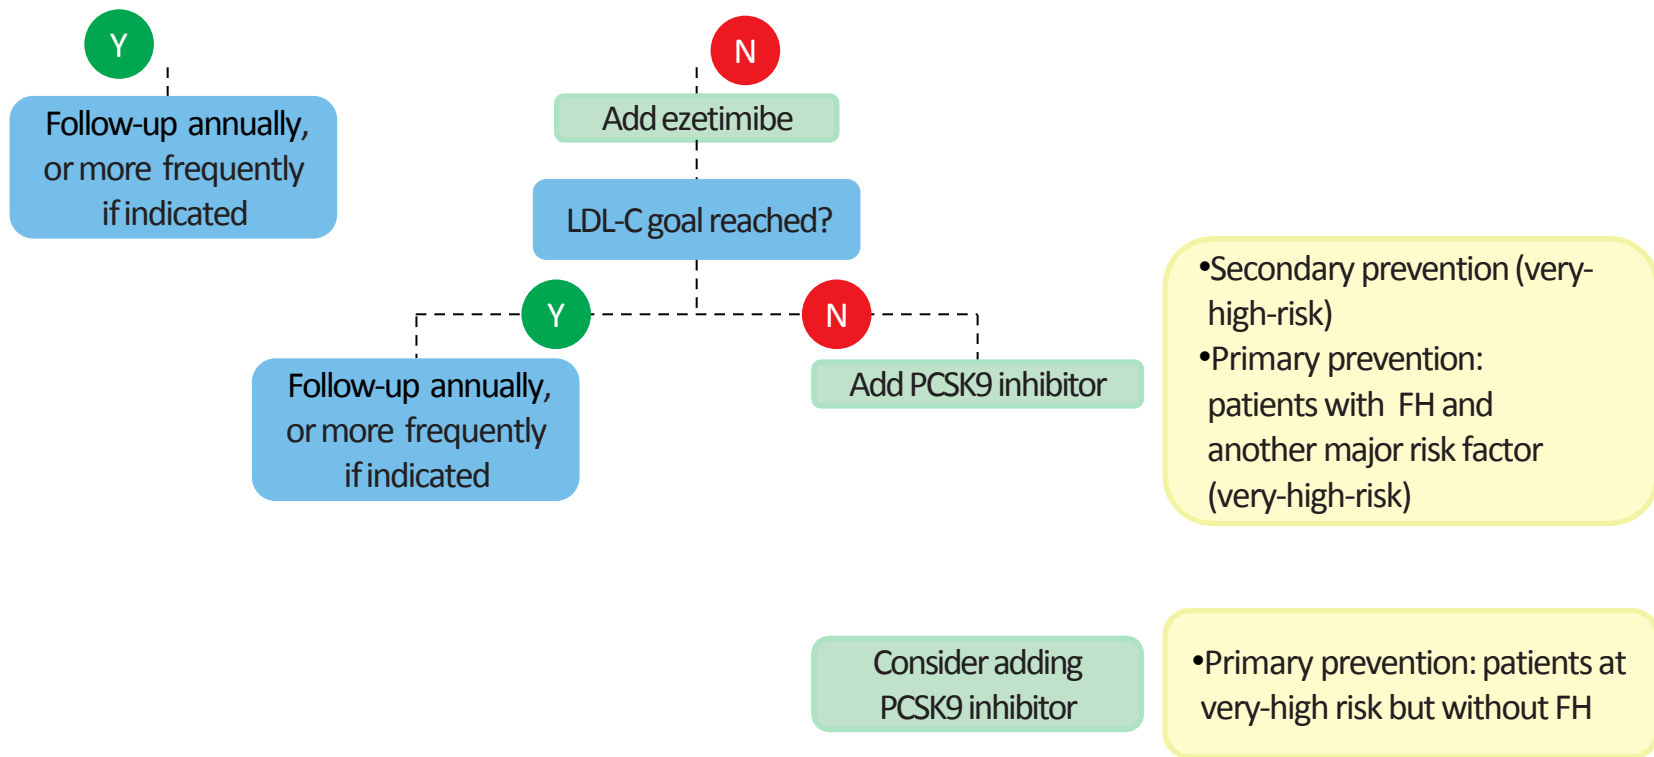 Y
N
Follow-up annually,
or more frequently
if indicated
Add ezetimibe
LDL-C goal reached?
Y
N
Follow-up annually,
or more frequently
if indicated
Add PCSK9 inhibitor
•Secondary prevention (very-
high-risk)
•Primary prevention:
patients with FH and
another major risk factor
(very-high-risk)
Consider adding
PCSK9 inhibitor
•Primary prevention: patients at
very-high risk but without FH